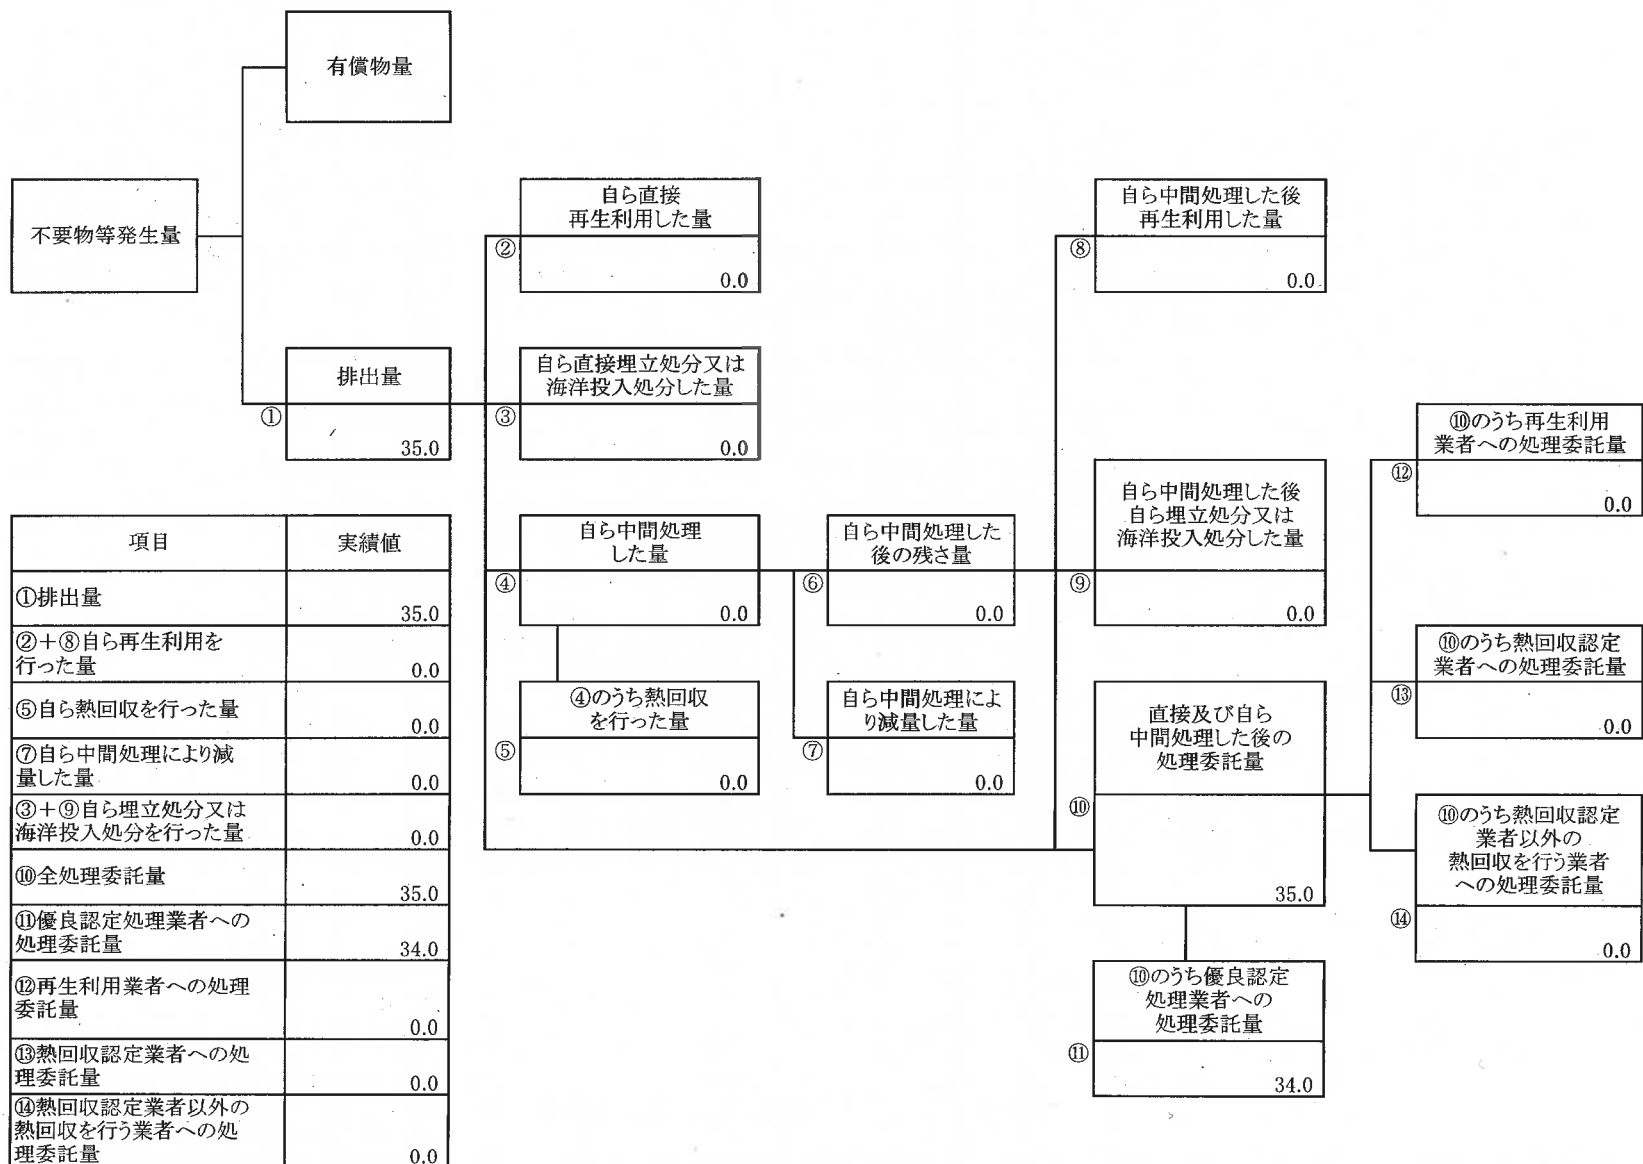 有償物量
不要物等発生量
自ら直接
再生利用した量
②
0.0
自ら中間処理した後
再生利用した量
⑧
0.0
排出量
①
35.0
自ら直接埋立処分又は
海洋投入処分した量
③
0.0
⑩のうち再生利用
業者への処理委託量
⑫
0.0
自ら中間処理
した量
④
0.0
自ら中間処理した
後の残さ量
⑥
0.0
自ら中間処理した後
自ら埋立処分又は
海洋投入処分した量
⑨
0.0
⑩のうち熱回収認定
業者への処理委託量
⑬
0.0
④のうち熱回収
を行った量
⑤
0.0
自ら中間処理によ
り減量した量
⑦
0.0
直接及び自ら
中間処理した後の
処理委託量
⑩
35.0
⑩のうち熱回収認定
業者以外の
熱回収を行う業者
への処理委託量
⑭
0.0
⑩のうち優良認定
処理業者への
処理委託量
⑪
34.0
項目 実績値
①排出量
35.0
②+⑧自ら再生利用を
行った量
0.0
⑤自ら熱回収を行った量
0.0
⑦自ら中間処理により減
量した量
0.0
③+⑨自ら埋立処分又は
海洋投入処分を行った量
0.0
⑩全処理委託量
35.0
⑪優良認定処理業者への
処理委託量
34.0
⑫再生利用業者への処理
委託量
0.0
⑬熱回収認定業者への処
理委託量
0.0
⑭熱回収認定業者以外の
熱回収を行う業者への処
理委託量
0.0